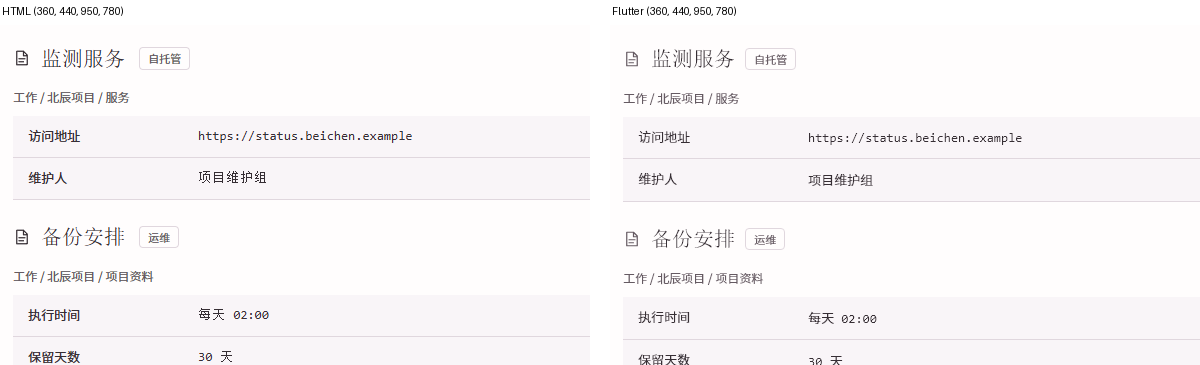 HTML (360, 440, 950, 780)
监测服务 自托管
工作 / 北辰项目 / 服务
访问地址 https://status.beichen.example
维护人 项目维护组
备份安排 运维
工作 / 北辰项目 / 项目资料
执行时间 每天 02:00
保留天数 30 天
Flutter (360, 440, 950, 780)
监测服务 自托管
工作 / 北辰项目 / 服务
访问地址 https://status.beichen.example
维护人 项目维护组
备份安排 运维
工作 / 北辰项目 / 项目资料
执行时间 每天 02:00
保留天数 30 天